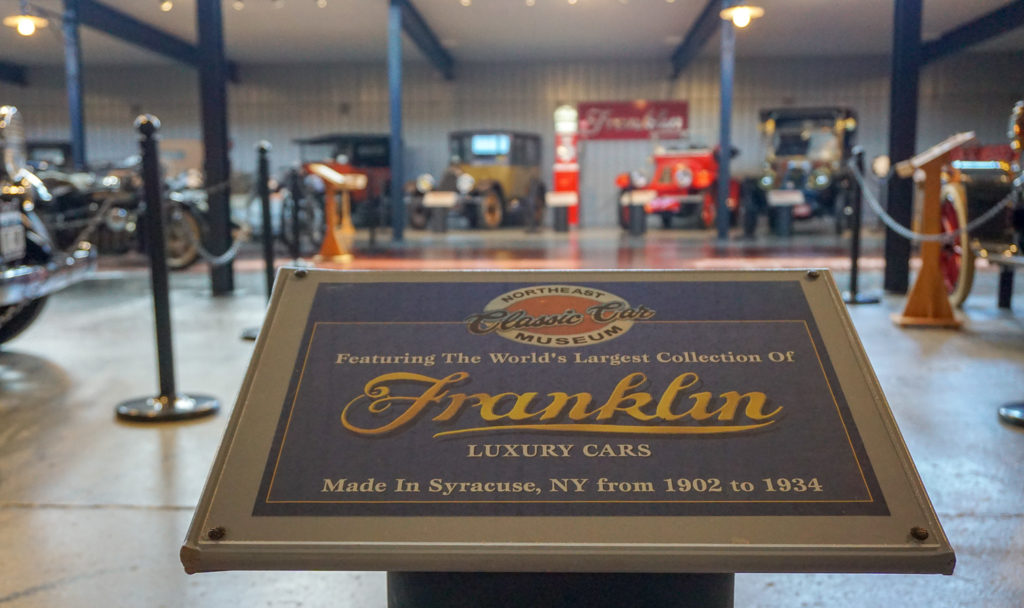 Franklin
NORTHEAST
Classic Car
MUSEUM
Featuring The World's Largest Collection Of
Franklin
LUXURY CARS
Made In Syracuse, NY from 1902 to 1934